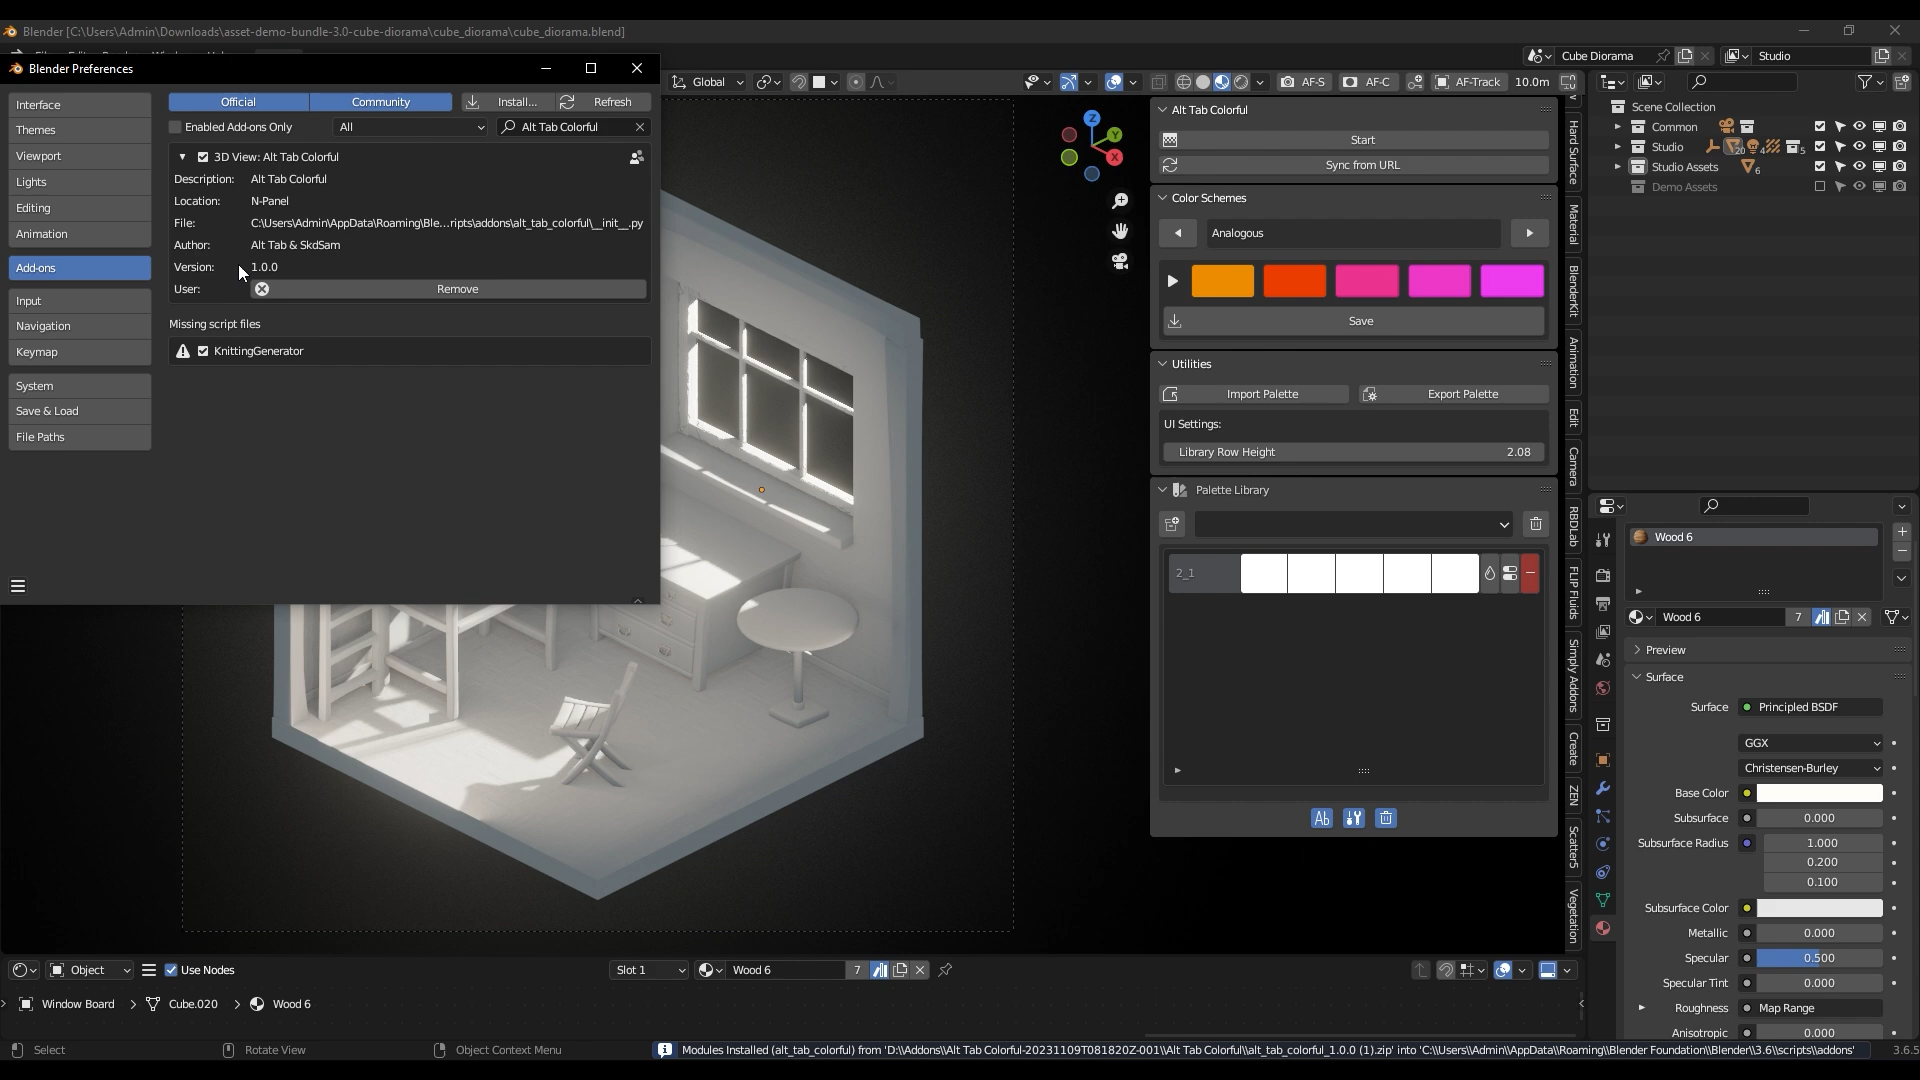 Blender [C:\Users\Admin\Downloads\asset-demo-bundle-3.0-cube-diorama\cube_diorama\cube_diorama.blend]
Cube Diorama
Studio
Blender Preferences
Global
AF-S
AF-C
AF-Track
10.0m
Interface
Themes
Viewport
Lights
Editing
Animation
Add-ons
Input
Navigation
Keymap
System
Save & Load
File Paths
Official
Community
Install...
Refresh
Enabled Add-ons Only
All
Alt Tab Colorful
3D View: Alt Tab Colorful
Description: Alt Tab Colorful
Location: N-Panel
File: C:\Users\Admin\AppData\Roaming\Ble...ripts\addons\alt_tab_colorful\__init__.py
Author: Alt Tab & SkdSam
Version: 1.0.0
User: Remove
Missing script files
KnittingGenerator
Z
Y
X
Alt Tab Colorful
Start
Sync from URL
Color Schemes
Analogous
Save
Utilities
Import Palette
Export Palette
UI Settings:
Library Row Height 2.08
Palette Library
2_1
Ab
Hard Surface
Material
BlenderKit
Animation
Edit
Camera
RBDLab
FLIP Fluids
Simply Addons
Create
ZEN
Scatter5
Vegetation
Scene Collection
Common
Studio
20
4
5
Studio Assets
6
Demo Assets
Wood 6
Wood 6
7
Preview
Surface
Surface Principled BSDF
GGX
Christensen-Burley
Base Color
Subsurface 0.000
Subsurface Radius 1.000
0.200
0.100
Subsurface Color
Metallic 0.000
Specular 0.500
Specular Tint 0.000
Roughness Map Range
Anisotropic 0.000
Object
Use Nodes
Slot 1
Wood 6
7
Window Board
Cube.020
Wood 6
Select
Rotate View
Object Context Menu
Modules Installed (alt_tab_colorful) from 'D:\\Addons\\Alt Tab Colorful-20231109T081820Z-001\\Alt Tab Colorful\\alt_tab_colorful_1.0.0 (1).zip' into 'C:\\Users\\Admin\\AppData\\Roaming\\Blender Foundation\\Blender\\3.6\\scripts\\addons'
3.6.5